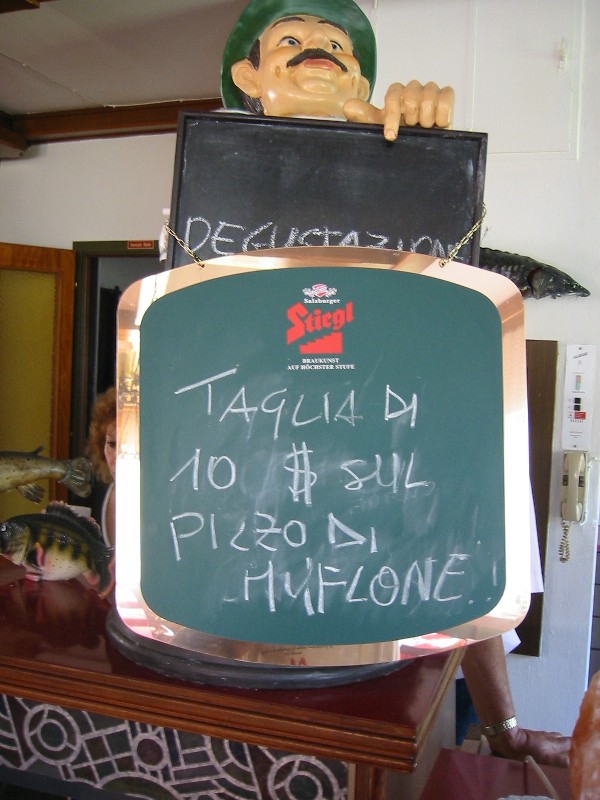 DEGUSTAZION
Salzburger
Stiegl
BRAUKUNST
AUF HÖCHSTER STUFE
TAGLIA DI
10 $ SUL
PIZZO DI
MUFLONE..!